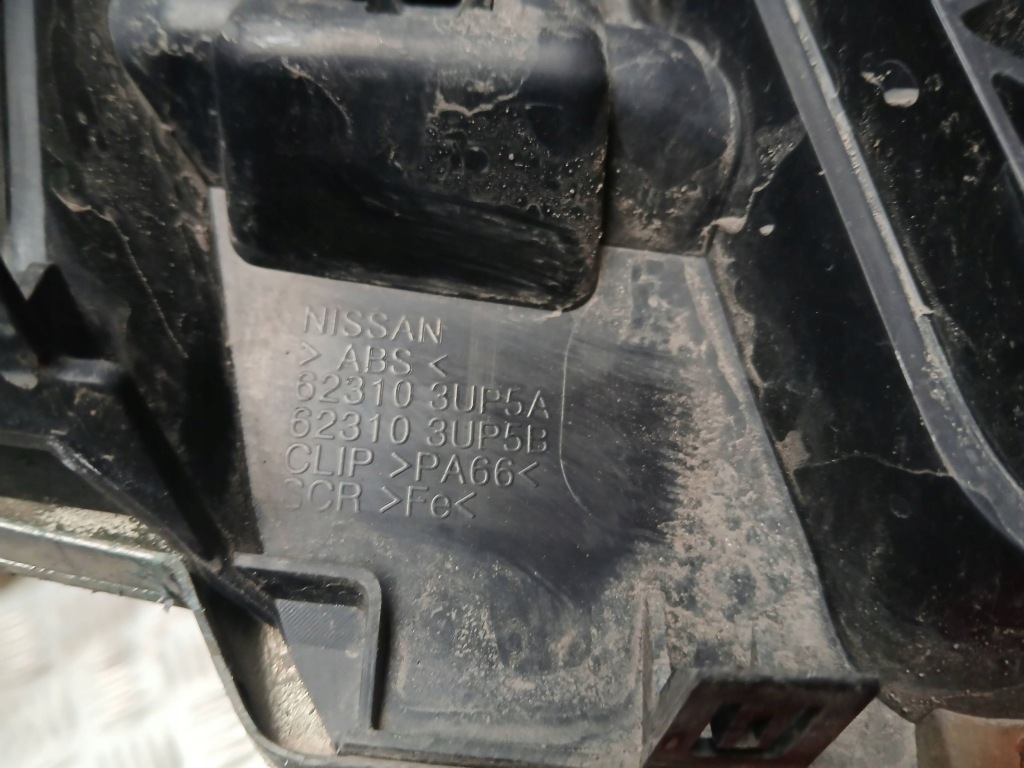 NISSAN
> ABS <
62310 3UP5A
62310 3UP5B
CLIP >PA66<
SCR >Fe<